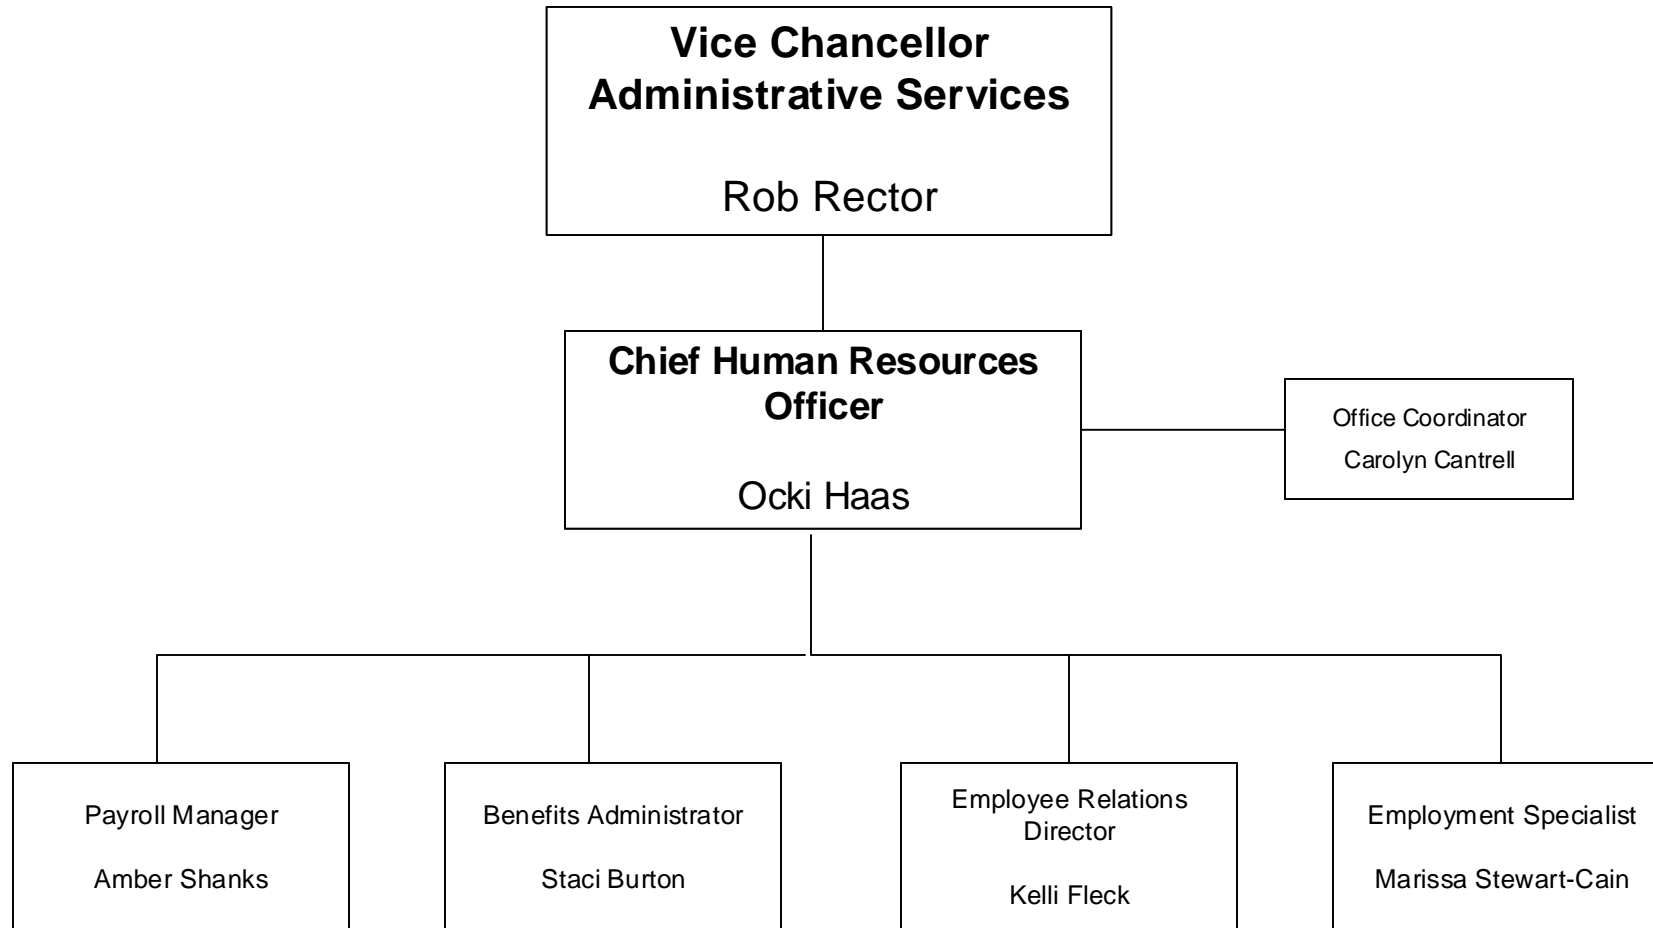 Vice Chancellor
Administrative Services
Rob Rector
Chief Human Resources
Officer
Ocki Haas
Office Coordinator
Carolyn Cantrell
Payroll Manager
Amber Shanks
Benefits Administrator
Staci Burton
Employee Relations
Director
Kelli Fleck
Employment Specialist
Marissa Stewart-Cain